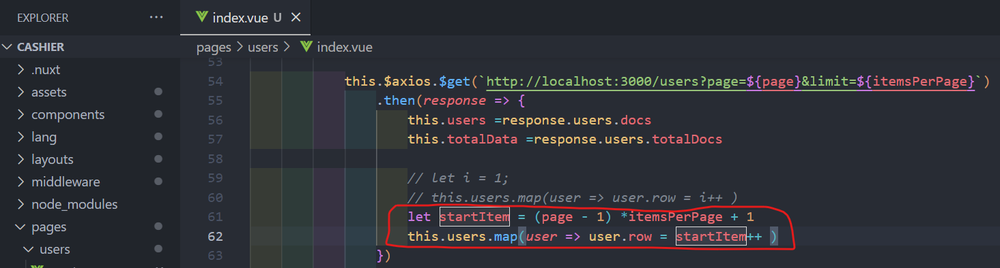 EXPLORER ...
index.vue U
CASHIER
pages > users > index.vue
.nuxt
assets
components
lang
layouts
middleware
node_modules
pages
users
53
54 this.$axios.$get(`http://localhost:3000/users?page=${page}&limit=${itemsPerPage}`)
55 .then(response => {
56 this.users =response.users.docs
57 this.totalData =response.users.totalDocs
58
59 // let i = 1;
60 // this.users.map(user => user.row = i++ )
61 let startItem = (page - 1) *itemsPerPage + 1
62 this.users.map(user => user.row = startItem++ )
63 })